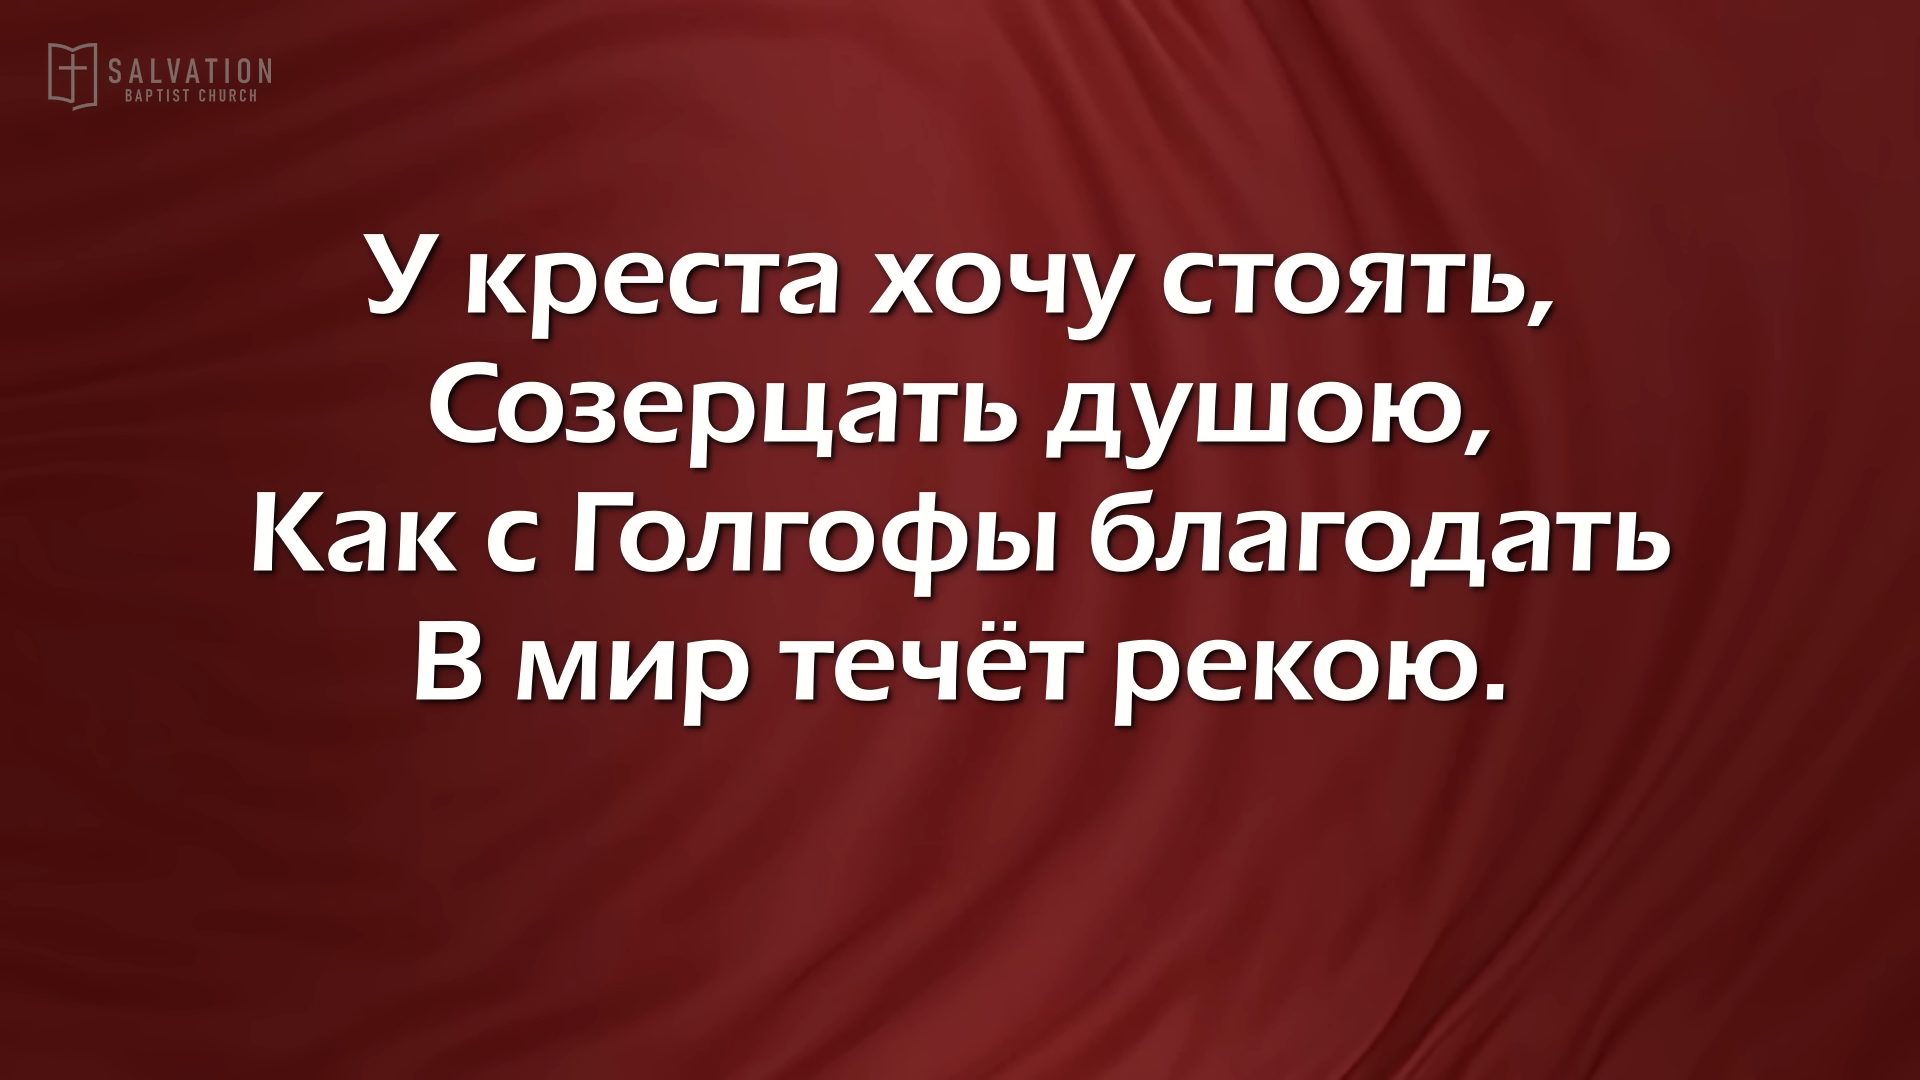 SALVATION
BAPTIST CHURCH
У креста хочу стоять,
Созерцать душою,
Как с Голгофы благодать
В мир течёт рекою.